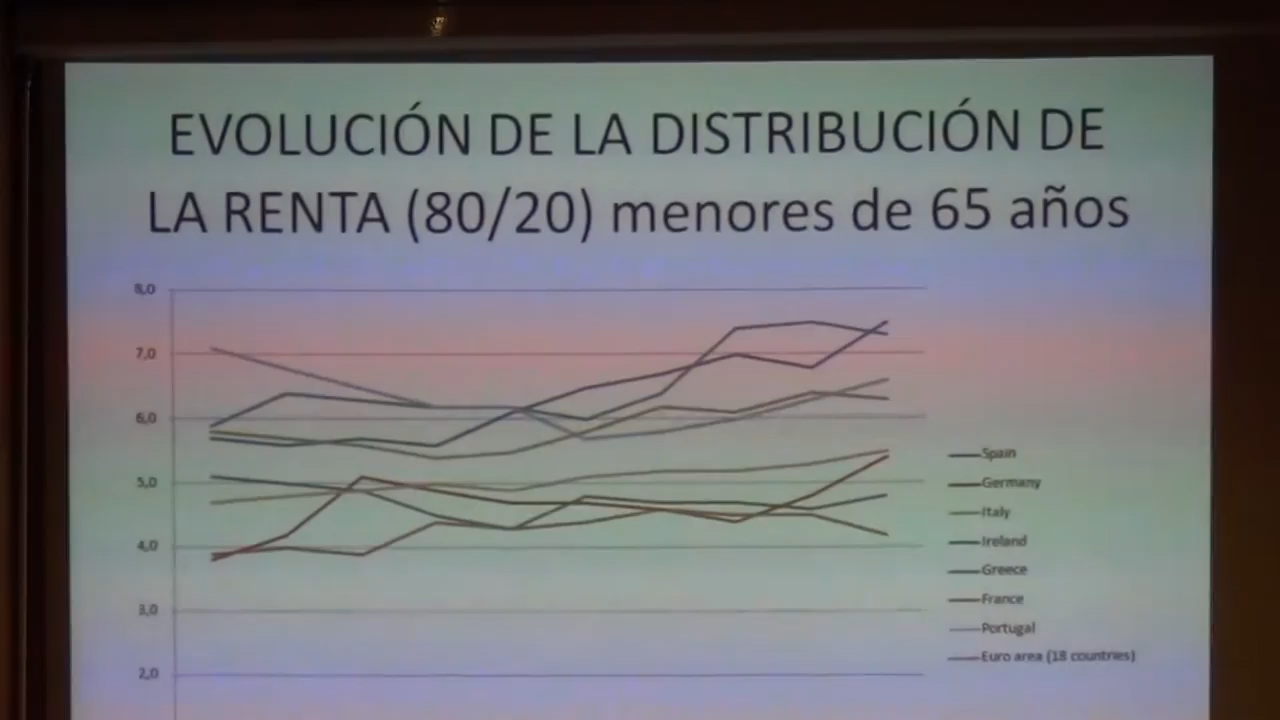 EVOLUCIÓN DE LA DISTRIBUCIÓN DE
LA RENTA (80/20) menores de 65 años
8,0
7,0
6,0
5,0
4,0
3,0
2,0
Spain
Germany
Italy
Ireland
Greece
France
Portugal
Euro area (18 countries)